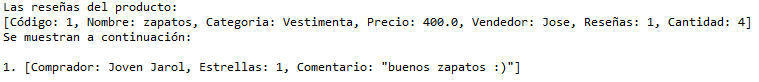 Las reseñas del producto:
[Código: 1, Nombre: zapatos, Categoria: Vestimenta, Precio: 400.0, Vendedor: Jose, Reseñas: 1, Cantidad: 4]
Se muestran a continuación:
1. [Comprador: Joven Jarol, Estrellas: 1, Comentario: "buenos zapatos :)"]